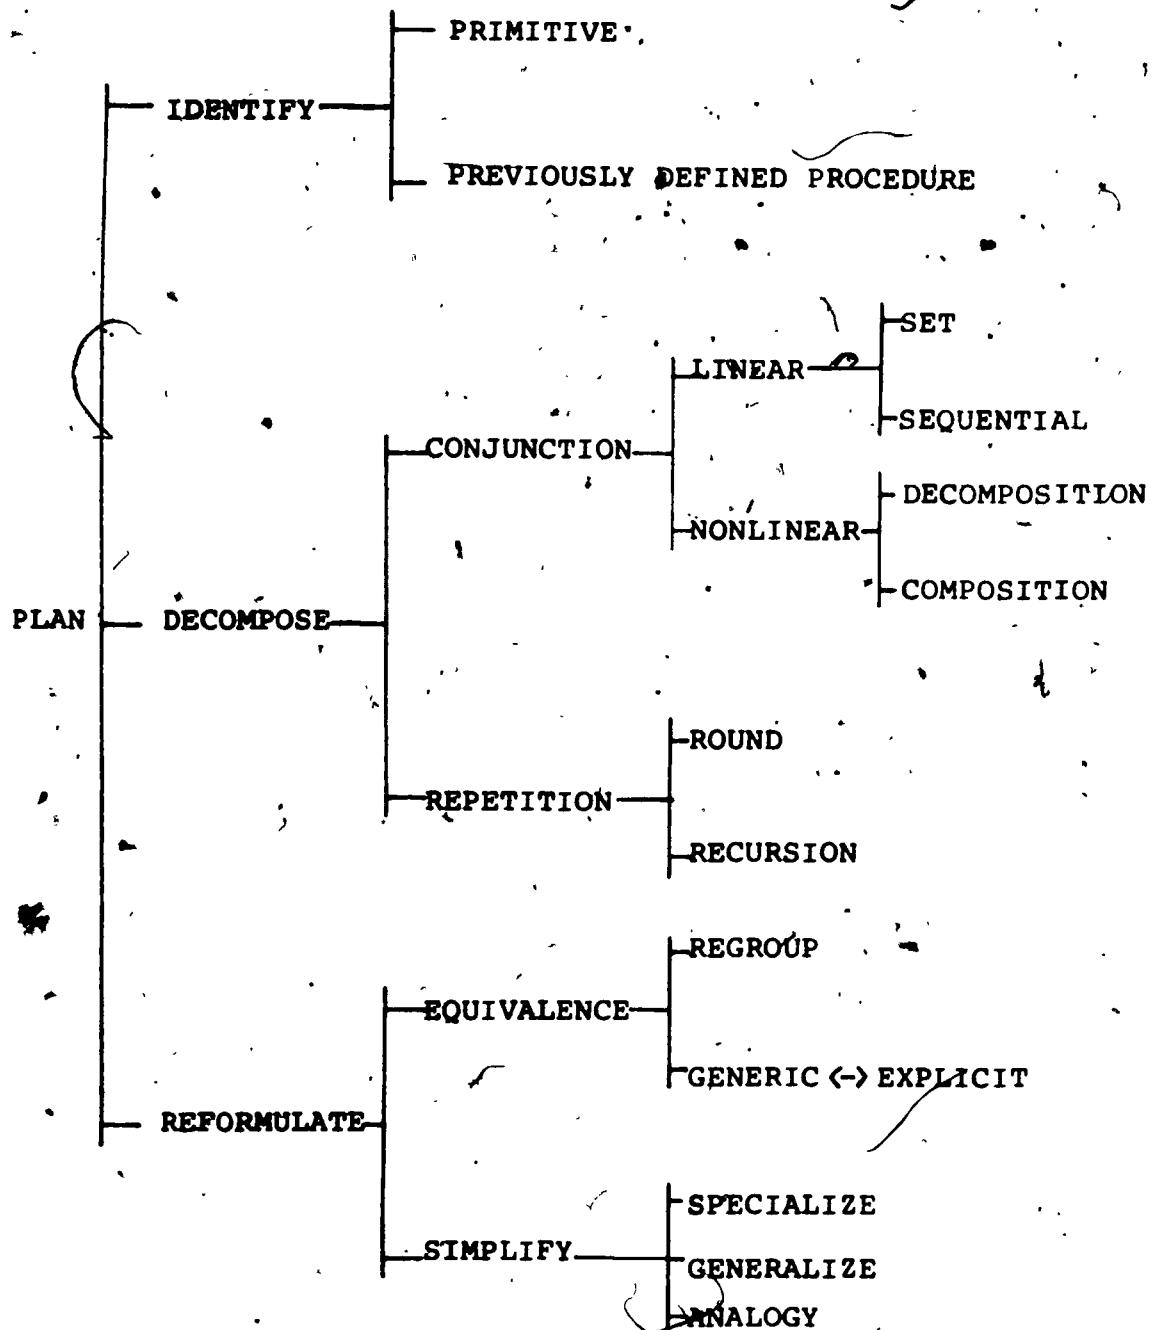 PRIMITIVE
IDENTIFY
PREVIOUSLY DEFINED PROCEDURE
SET
LINEAR
SEQUENTIAL
CONJUNCTION
DECOMPOSITION
NONLINEAR
COMPOSITION
PLAN DECOMPOSE
ROUND
REPETITION
RECURSION
REGROUP
EQUIVALENCE
GENERIC <-> EXPLICIT
REFORMULATE
SPECIALIZE
SIMPLIFY
GENERALIZE
ANALOGY